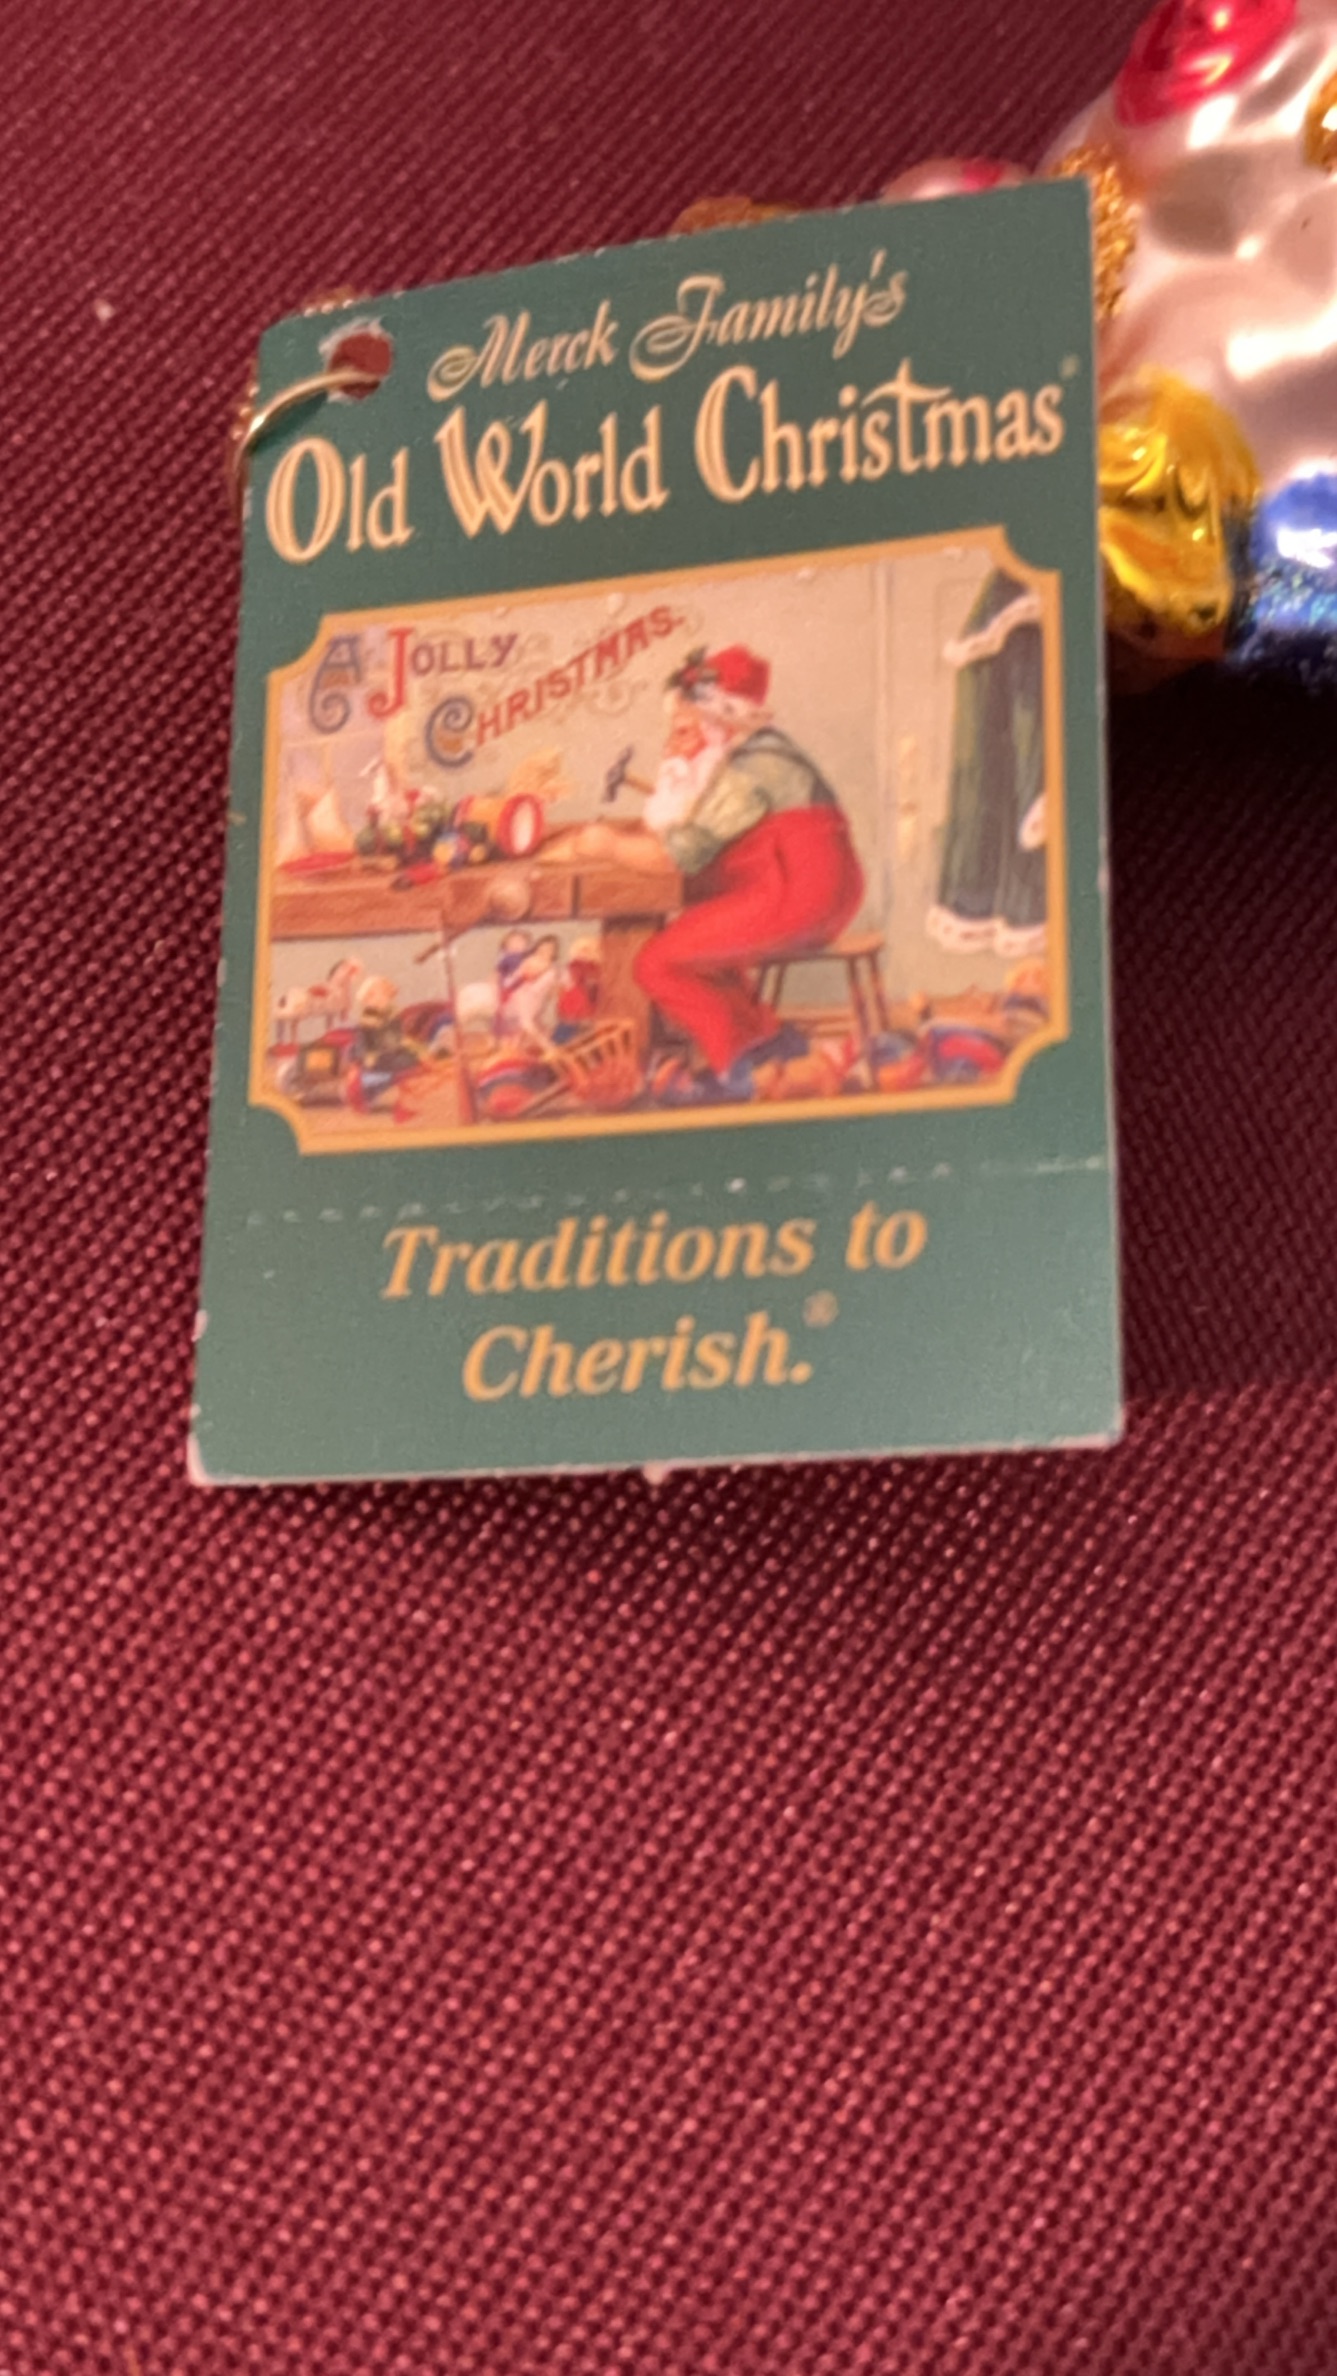 Merck Family's
Old World Christmas®
A JOLLY
CHRISTMAS.
Traditions to
Cherish.®